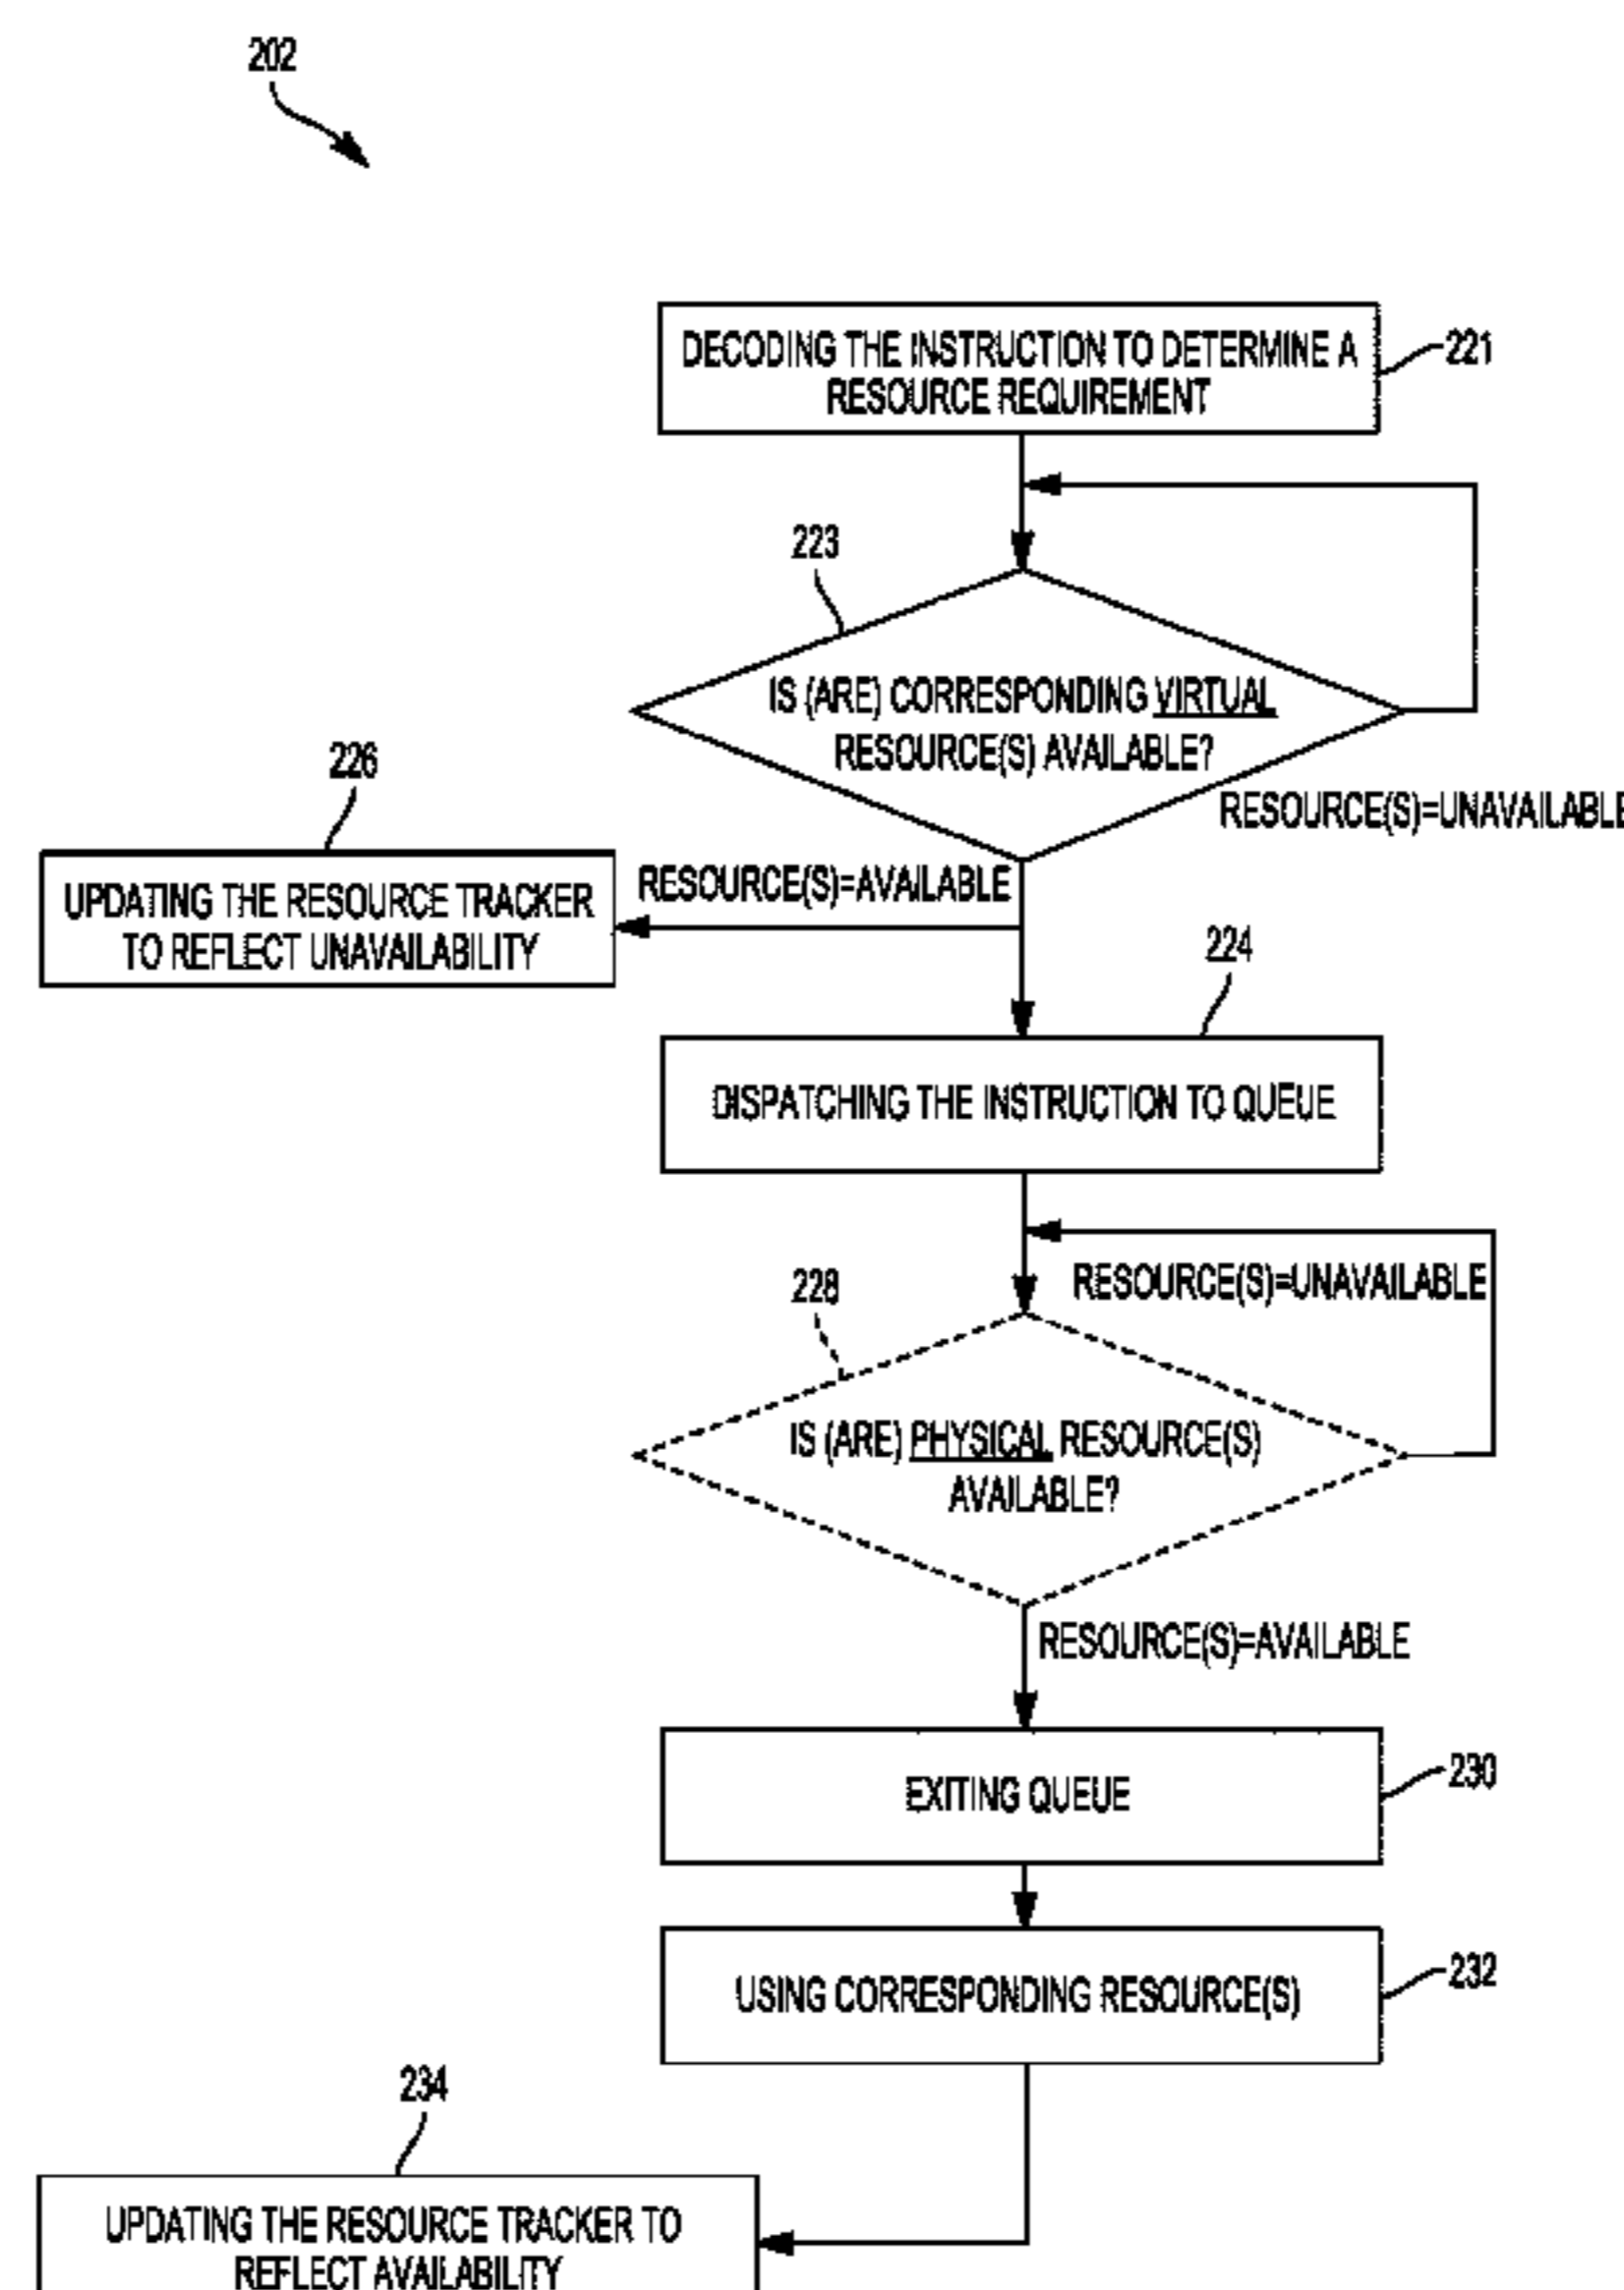 202
DECODING THE INSTRUCTION TO DETERMINE A
RESOURCE REQUIREMENT
221
223
IS (ARE) CORRESPONDING VIRTUAL
RESOURCE(S) AVAILABLE?
RESOURCE(S)=UNAVAILABLE
226
UPDATING THE RESOURCE TRACKER
TO REFLECT UNAVAILABILITY
RESOURCE(S)=AVAILABLE
224
DISPATCHING THE INSTRUCTION TO QUEUE
RESOURCE(S)=UNAVAILABLE
228
IS (ARE) PHYSICAL RESOURCE(S)
AVAILABLE?
RESOURCE(S)=AVAILABLE
EXITING QUEUE
230
USING CORRESPONDING RESOURCE(S)
232
234
UPDATING THE RESOURCE TRACKER TO
REFLECT AVAILABILITY